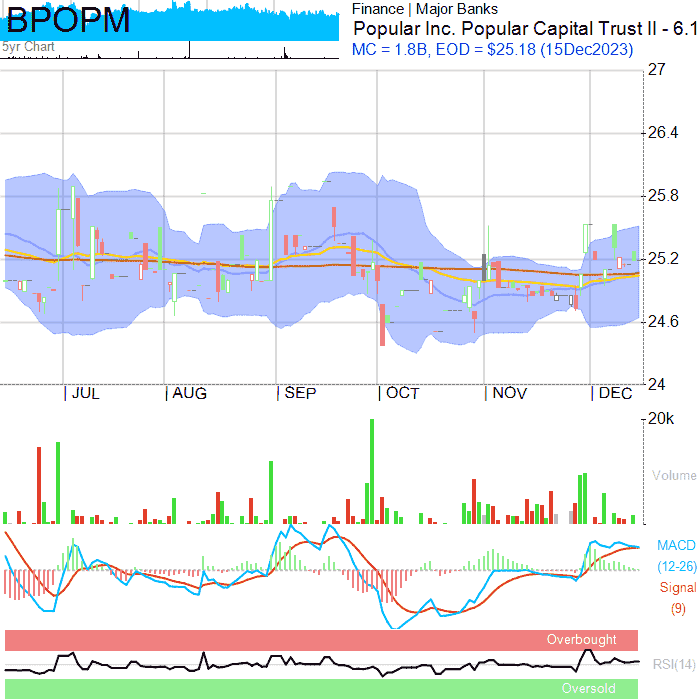 BPOPM
5yr Chart
Finance | Major Banks
Popular Inc. Popular Capital Trust II - 6.1
MC = 1.8B, EOD = $25.18 (15Dec2023)
27
26.4
25.8
25.2
24.6
24
JUL AUG SEP OCT NOV DEC
20k
Volume
MACD
(12-26)
Signal
(9)
Overbought
RSI(14)
Oversold